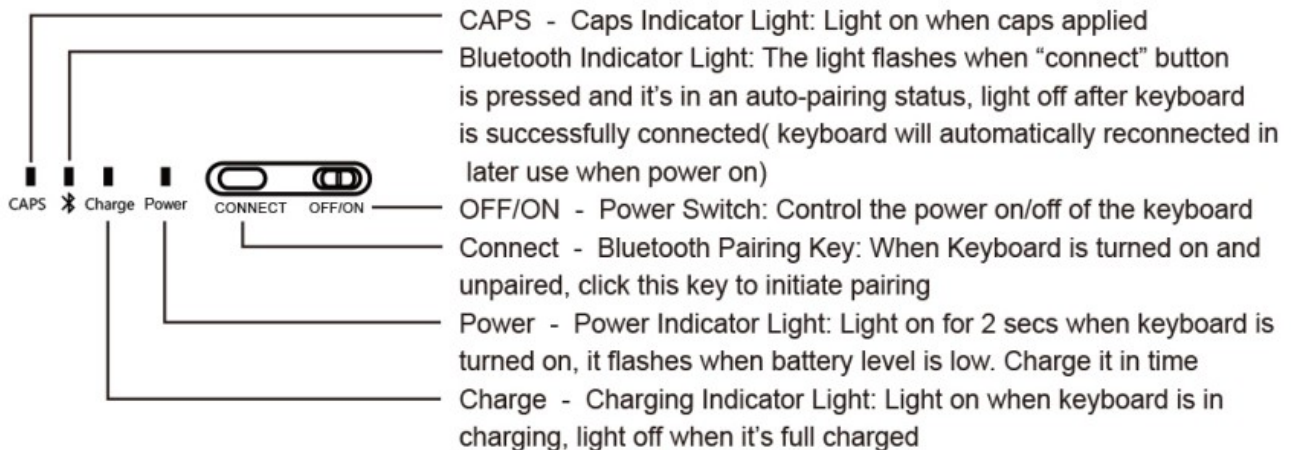 CAPS - Caps Indicator Light: Light on when caps applied
Bluetooth Indicator Light: The light flashes when “connect” button
is pressed and it’s in an auto-pairing status, light off after keyboard
is successfully connected( keyboard will automatically reconnected in
later use when power on)
CAPS Charge Power CONNECT OFF/ON
OFF/ON - Power Switch: Control the power on/off of the keyboard
Connect - Bluetooth Pairing Key: When Keyboard is turned on and
unpaired, click this key to initiate pairing
Power - Power Indicator Light: Light on for 2 secs when keyboard is
turned on, it flashes when battery level is low. Charge it in time
Charge - Charging Indicator Light: Light on when keyboard is in
charging, light off when it’s full charged